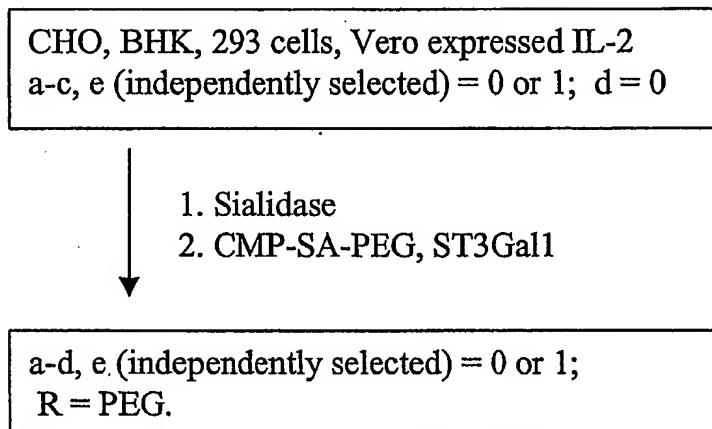 CHO, BHK, 293 cells, Vero expressed IL-2
a-c, e (independently selected) = 0 or 1; d = 0
1. Sialidase
2. CMP-SA-PEG, ST3Gal1
a-d, e. (independently selected) = 0 or 1;
R = PEG.